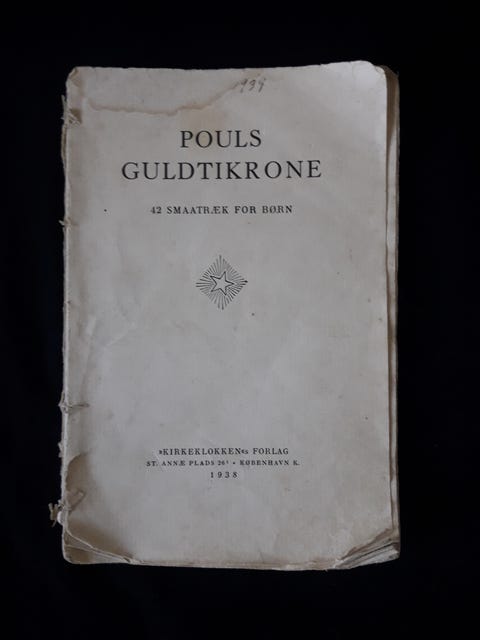 POULS
GULDTIKRONE
42 SMAATRÆK FOR BØRN
»KIRKEKLOKKEN«s FORLAG
ST. ANNÆ PLADS 26¹ • KØBENHAVN K.
1938